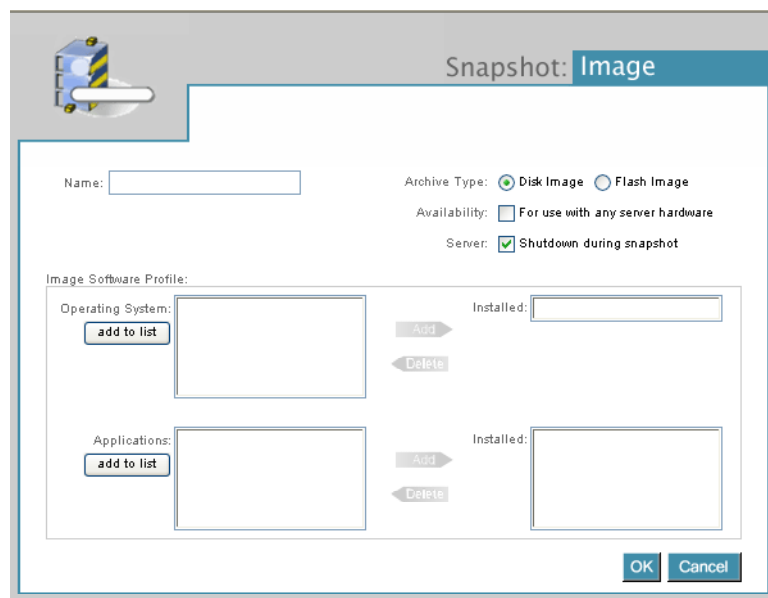 Snapshot: Image
Name:
Archive Type: Disk Image Flash Image
Availability: For use with any server hardware
Server: Shutdown during snapshot
Image Software Profile:
Operating System: Installed:
add to list Add
Delete
Applications: Installed:
add to list Add
Delete
OK Cancel